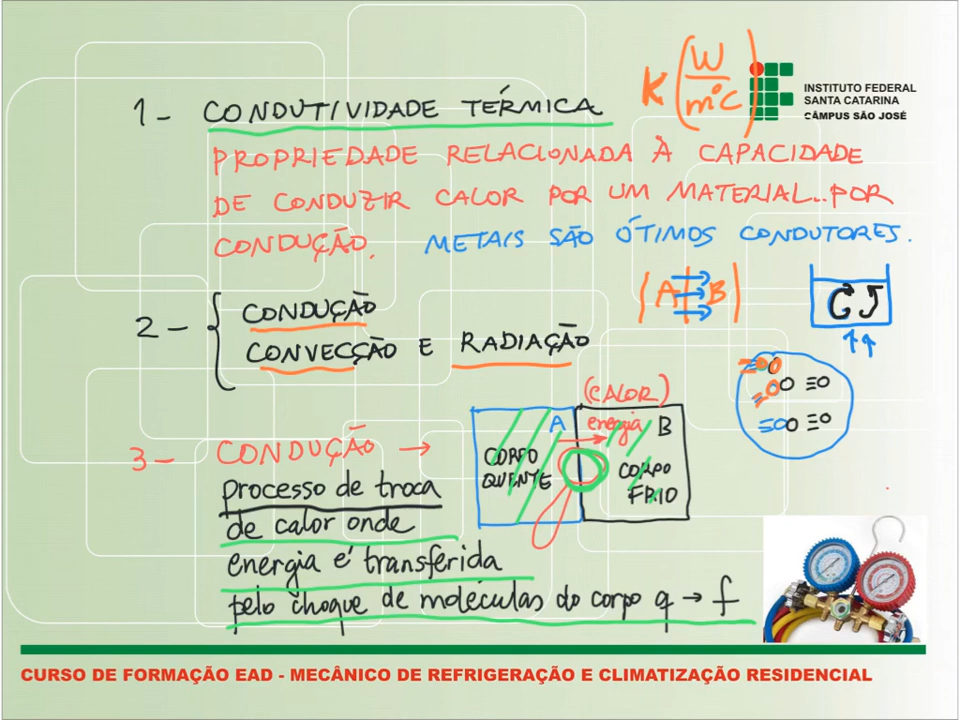 1- CONDUTIVIDADE TÉRMICA
K (W/m°C)
INSTITUTO FEDERAL
SANTA CATARINA
CÂMPUS SÃO JOSÉ
PROPRIEDADE RELACIONADA À CAPACIDADE
DE CONDUZIR CALOR POR UM MATERIAL..POR
CONDUÇÃO. METAIS SÃO ÓTIMOS CONDUTORES.
A B
2- { CONDUÇÃO
CONVECÇÃO E RADIAÇÃO
3- CONDUÇÃO →
(CALOR)
energia
A
B
CORPO
QUENTE
CORPO
FRIO
processo de troca
de calor onde
energia é transferida
pelo choque de moléculas do corpo q → f
CURSO DE FORMAÇÃO EAD - MECÂNICO DE REFRIGERAÇÃO E CLIMATIZAÇÃO RESIDENCIAL